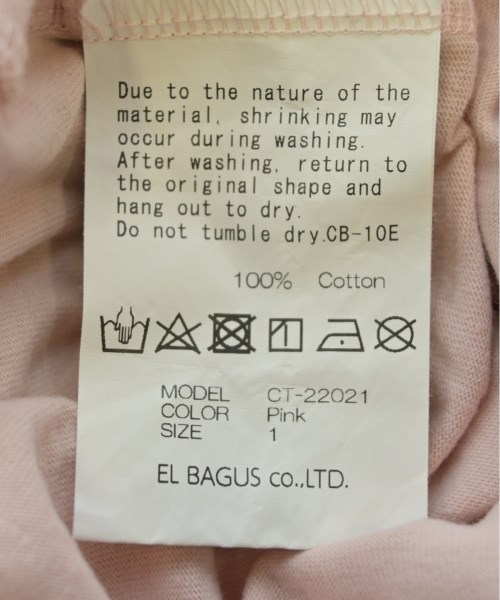 Due to the nature of the
material, shrinking may
occur during washing.
After washing, return to
the original shape and
hang out to dry.
Do not tumble dry.CB-10E
100% Cotton
MODEL CT-22021
COLOR Pink
SIZE 1
EL BAGUS co.,LTD.